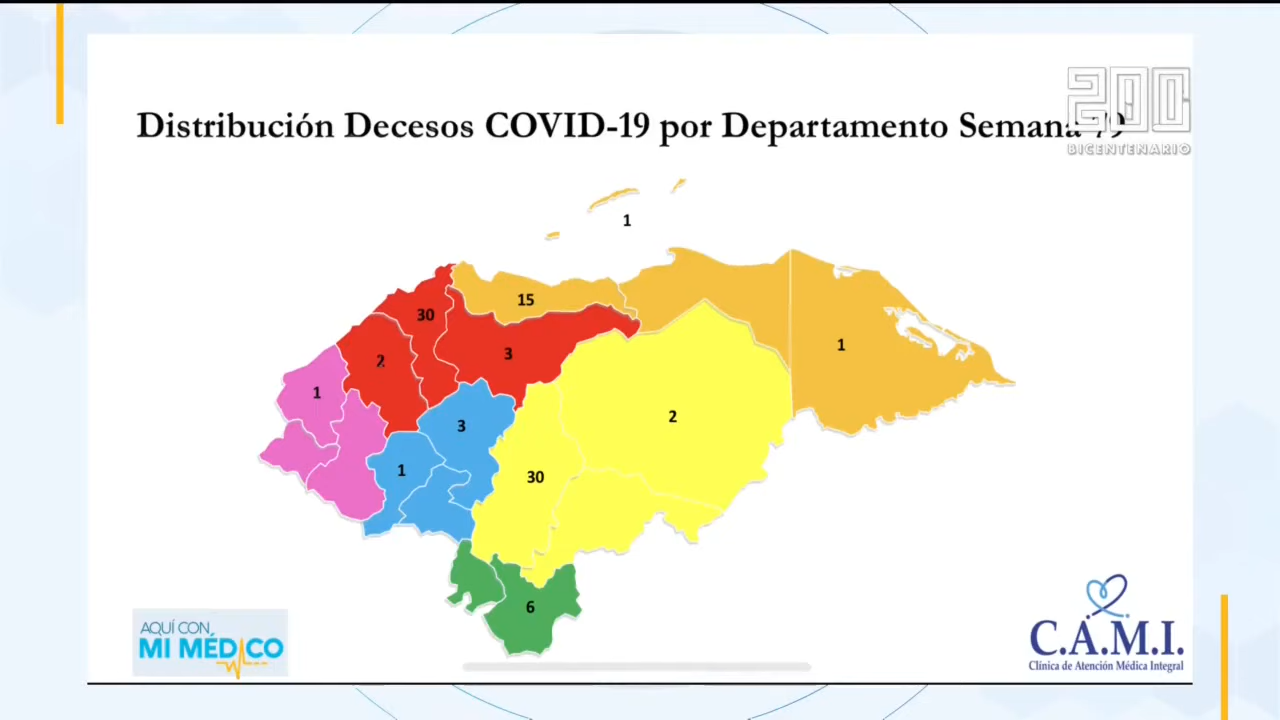 200
BICENTENARIO
Distribución Decesos COVID-19 por Departamento Semana 79
1
15
30
3
2
1
1
2
3
1
30
6
AQUÍ CON
MI MÉDICO
C.A.M.I.
Clínica de Atención Médica Integral